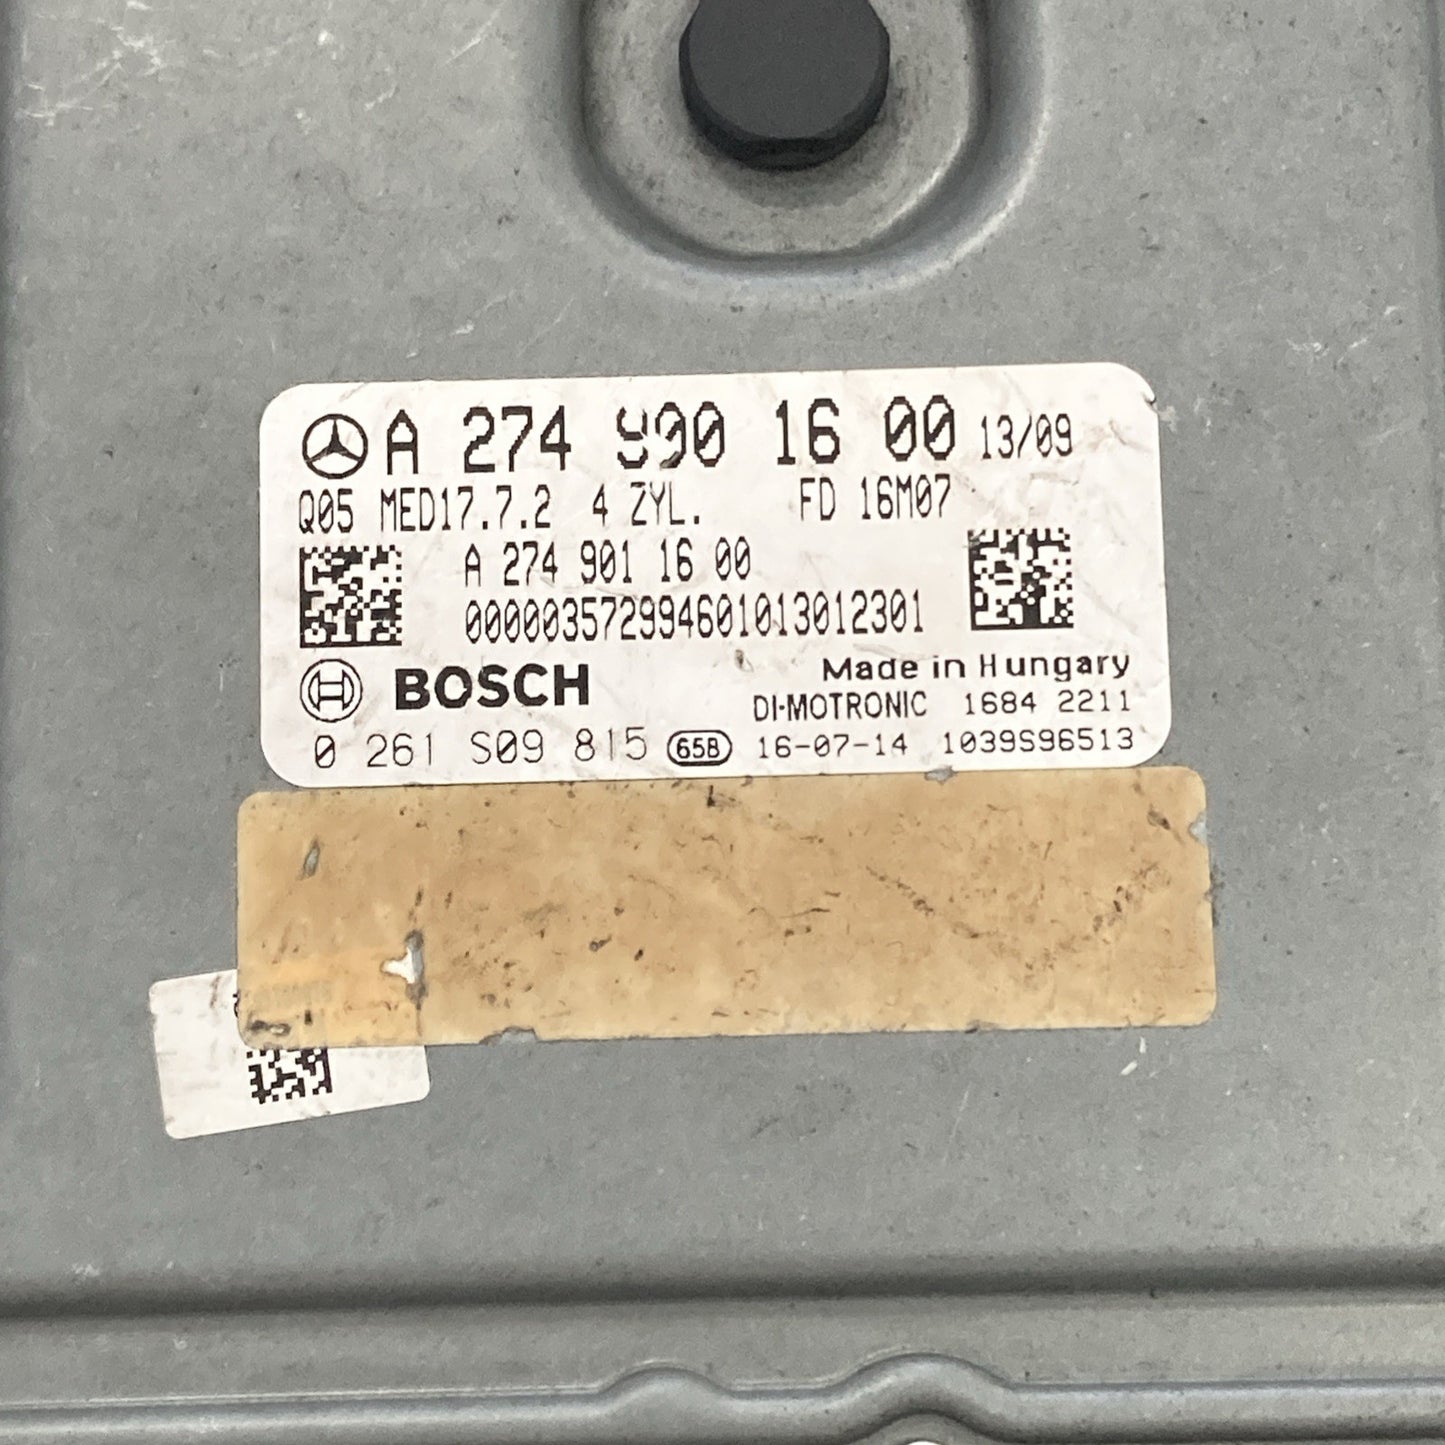 A 274 900 16 00 13/09
Q05 MED17.7.2 4 ZYL. FD 16M07
A 274 901 16 00
000003572994601013012301
BOSCH Made in Hungary
DI-MOTRONIC 1684 2211
0 261 S09 815 65B 16-07-14 1039S96513